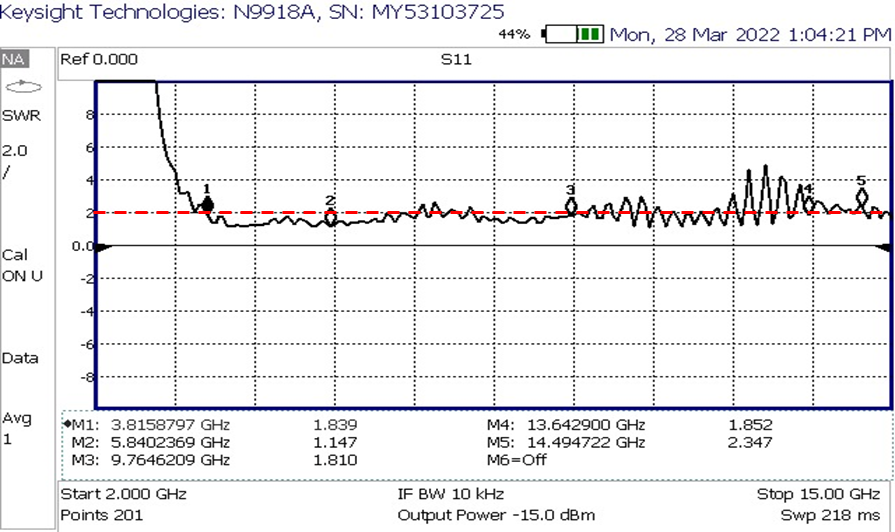 Keysight Technologies: N9918A, SN: MY53103725
44% Mon, 28 Mar 2022 1:04:21 PM
NA Ref 0.000 S11
SWR
2.0
/
Cal
ON U
Data
Avg
1
8
6
4
2
0.0
-2
-4
-6
-8
1
2
3
4
5
M1: 3.8158797 GHz 1.839 M4: 13.642900 GHz 1.852
M2: 5.8402369 GHz 1.147 M5: 14.494722 GHz 2.347
M3: 9.7646209 GHz 1.810 M6=Off
Start 2.000 GHz IF BW 10 kHz Stop 15.00 GHz
Points 201 Output Power -15.0 dBm Swp 218 ms